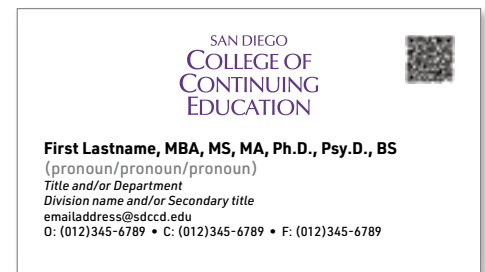 SAN DIEGO
COLLEGE OF
CONTINUING
EDUCATION
First Lastname, MBA, MS, MA, Ph.D., Psy.D., BS
(pronoun/pronoun/pronoun)
Title and/or Department
Division name and/or Secondary title
emailaddress@sdccd.edu
O: (012)345-6789 • C: (012)345-6789 • F: (012)345-6789